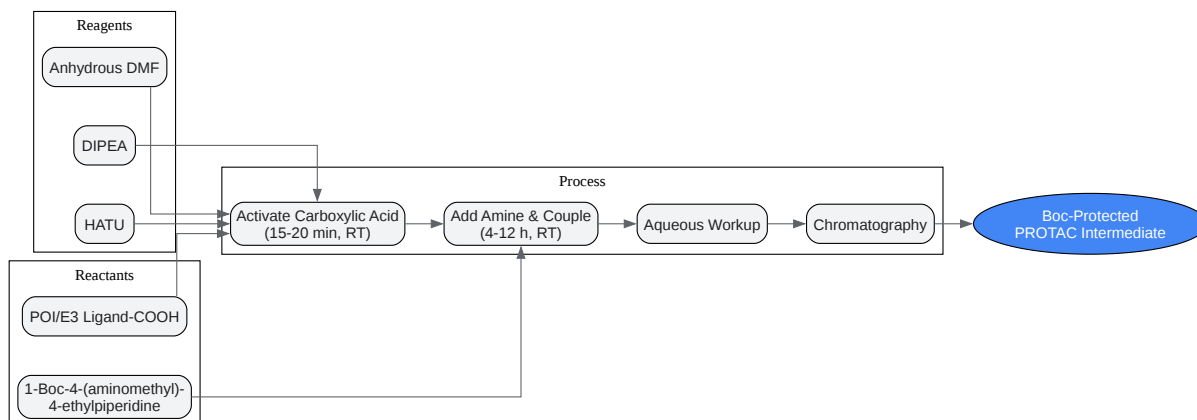 Reagents
Anhydrous DMF
DIPEA
HATU
Reactants
POI/E3 Ligand-COOH
1-Boc-4-(aminomethyl)-
4-ethylpiperidine
Process
Activate Carboxylic Acid
(15-20 min, RT)
Add Amine & Couple
(4-12 h, RT)
Aqueous Workup
Chromatography
Boc-Protected
PROTAC Intermediate